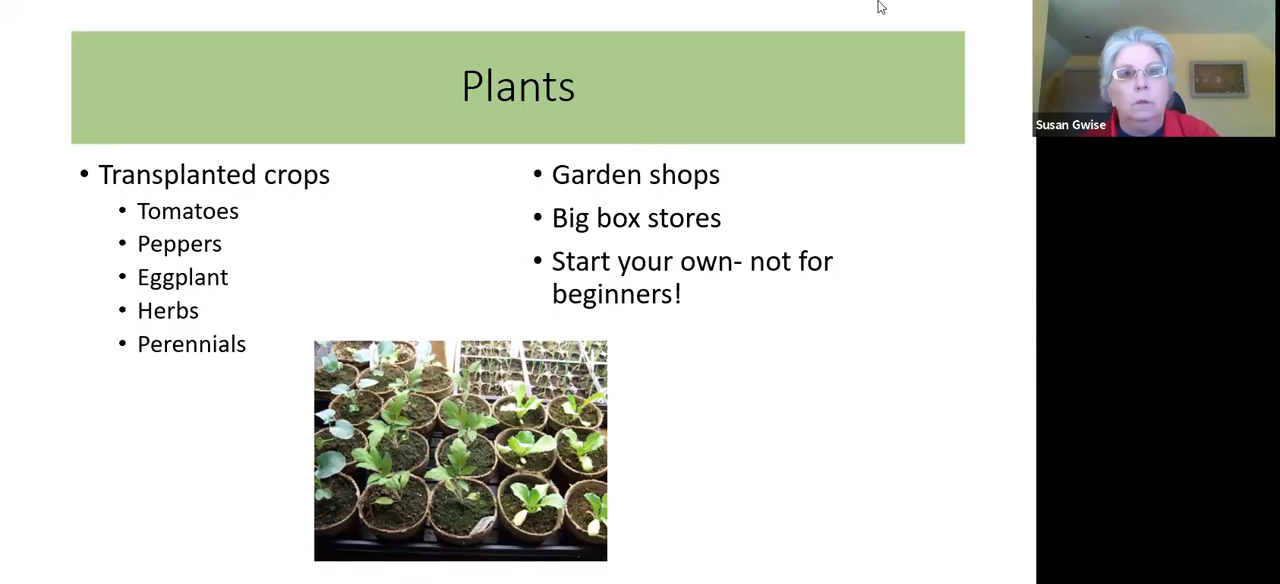 Plants
• Transplanted crops
• Tomatoes
• Peppers
• Eggplant
• Herbs
• Perennials
• Garden shops
• Big box stores
• Start your own- not for
beginners!
Susan Gwise